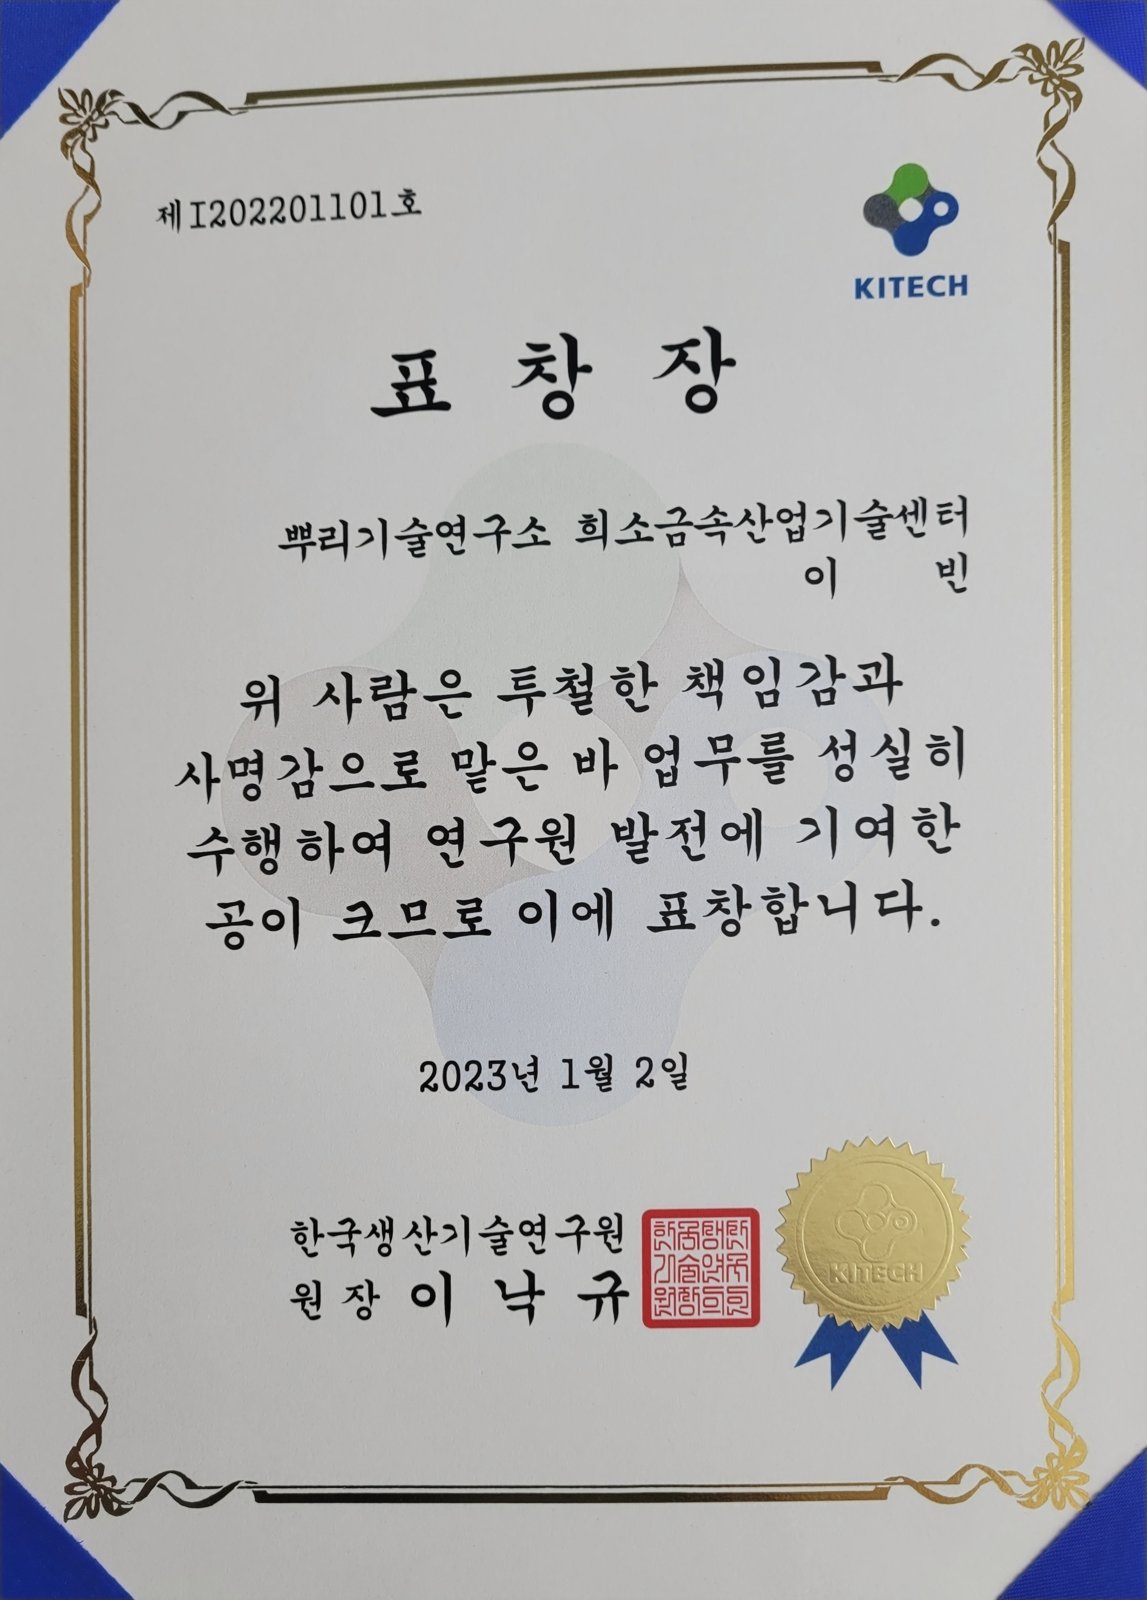 제I202201101호
KITECH
표 창 장
뿌리기술연구소 희소금속산업기술센터
이 빈
위 사람은 투철한 책임감과
사명감으로 맡은 바 업무를 성실히
수행하여 연구원 발전에 기여한
공이 크므로 이에 표창합니다.
2023년 1월 2일
한국생산기술연구원
원장 이 낙 규
KITECH